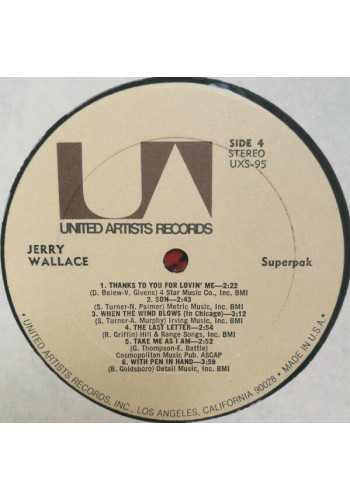 SIDE 4
STEREO
UXS-95
UNITED ARTISTS RECORDS
JERRY
WALLACE
Superpak
1. THANKS TO YOU FOR LOVIN' ME—2:22
(D. Belew-V. Givens) 4 Star Music Co., Inc. BMI
2. SON—2:43
(S. Turner-N. Palmer) Metric Music, Inc. BMI
3. WHEN THE WIND BLOWS (In Chicago)—3:12
(S. Turner-A. Murphy) Irving Music, Inc. BMI
4. THE LAST LETTER—2:54
(R. Griffin) Hill & Range Songs, Inc. BMI
5. TAKE ME AS I AM—2:52
(G. Thompson-E. Battle)
Cosmopolitan Music Pub. ASCAP
6. WITH PEN IN HAND—3:59
(B. Goldsboro) Detail Music, Inc. BMI
• UNITED ARTISTS RECORDS, INC., LOS ANGELES, CALIFORNIA 90028 • MADE IN U.S.A. •